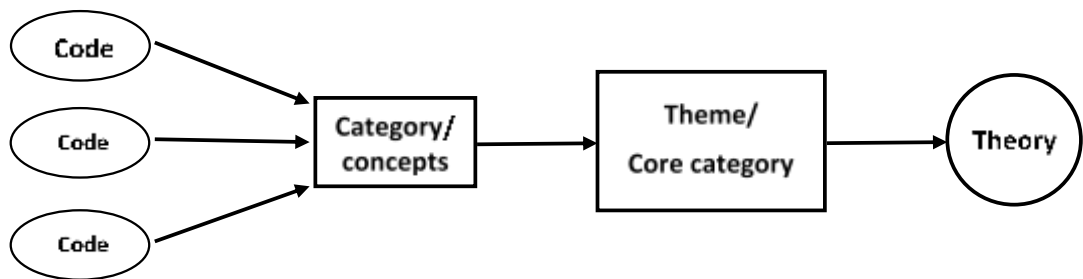 Code
Code
Code
Category/
concepts
Theme/
Core category
Theory